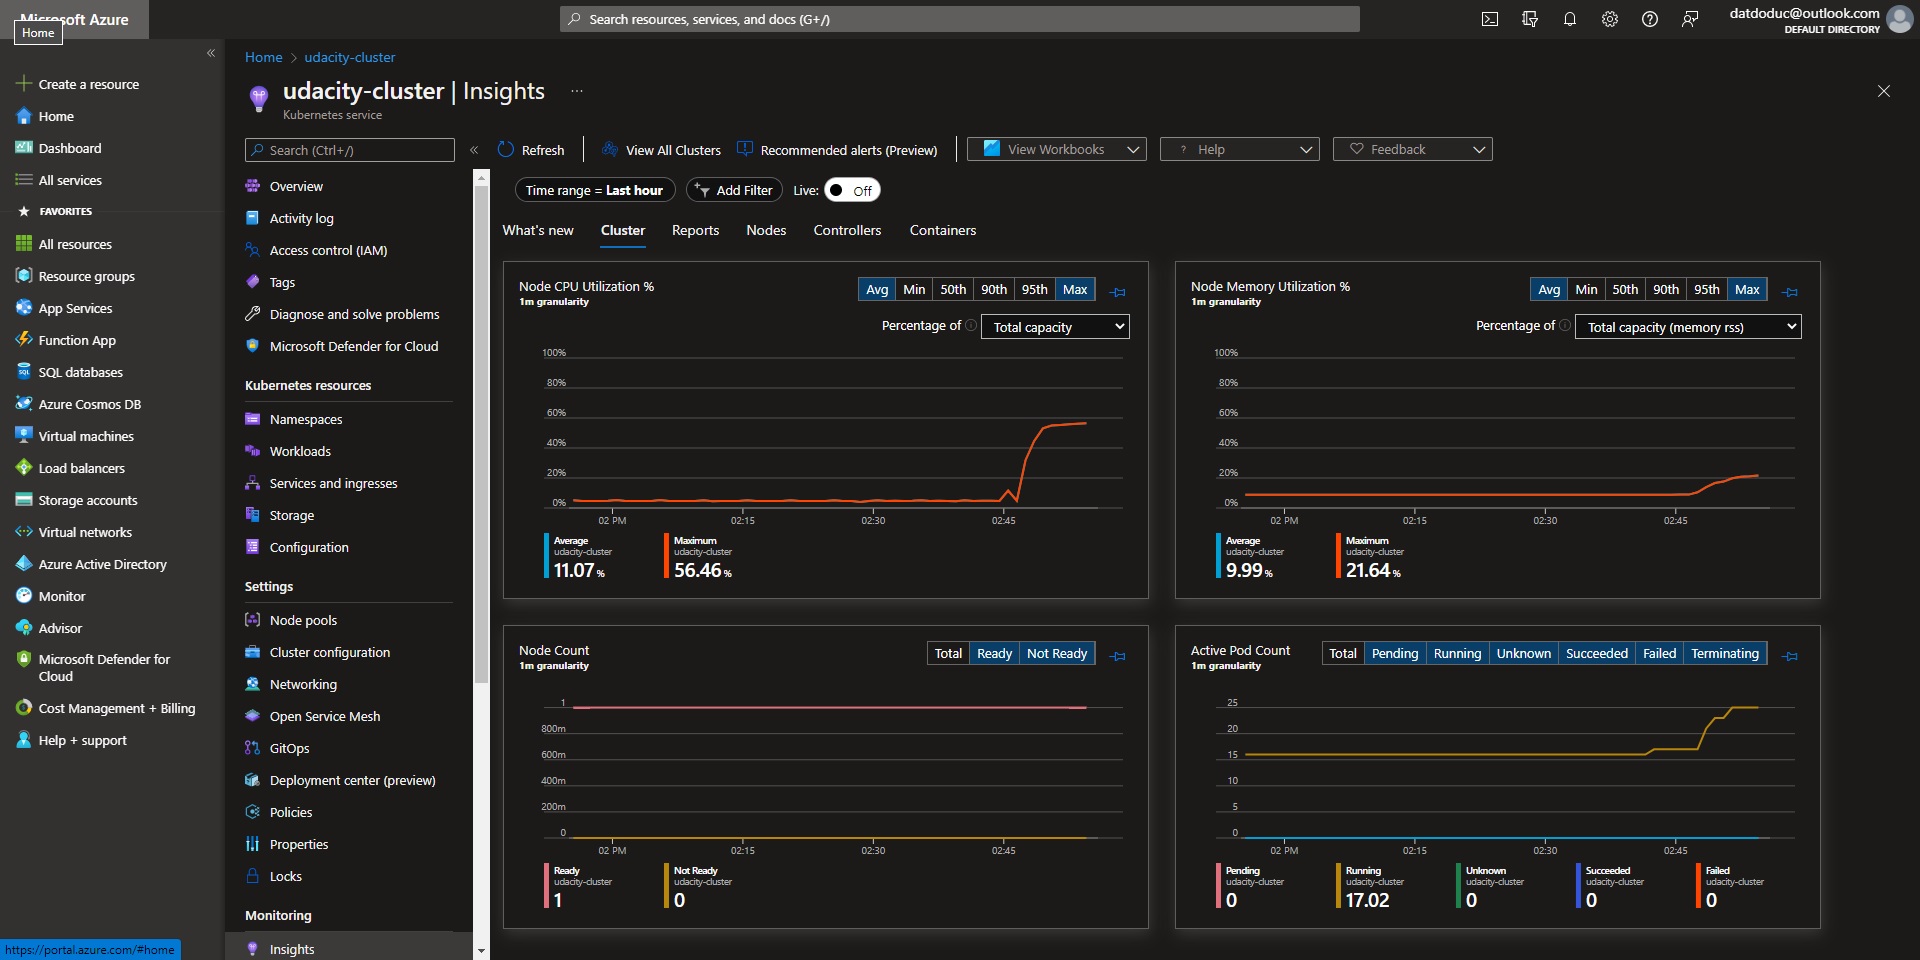 Microsoft Azure
Home
Search resources, services, and docs (G+/)
datdoduc@outlook.com
DEFAULT DIRECTORY
Create a resource
Home
Dashboard
All services
FAVORITES
All resources
Resource groups
App Services
Function App
SQL databases
Azure Cosmos DB
Virtual machines
Load balancers
Storage accounts
Virtual networks
Azure Active Directory
Monitor
Advisor
Microsoft Defender for
Cloud
Cost Management + Billing
Help + support
https://portal.azure.com/#home
Home > udacity-cluster
udacity-cluster | Insights ...
Kubernetes service
Search (Ctrl+/)
Overview
Activity log
Access control (IAM)
Tags
Diagnose and solve problems
Microsoft Defender for Cloud
Kubernetes resources
Namespaces
Workloads
Services and ingresses
Storage
Configuration
Settings
Node pools
Cluster configuration
Networking
Open Service Mesh
GitOps
Deployment center (preview)
Policies
Properties
Locks
Monitoring
Insights
Refresh View All Clusters Recommended alerts (Preview) View Workbooks ? Help Feedback
Time range = Last hour Add Filter Live: Off
What's new Cluster Reports Nodes Controllers Containers
Node CPU Utilization % Avg Min 50th 90th 95th Max
1m granularity
Percentage of Total capacity
100%
80%
60%
40%
20%
0%
02 PM 02:15 02:30 02:45
Average Maximum
udacity-cluster udacity-cluster
11.07 % 56.46 %
Node Memory Utilization % Avg Min 50th 90th 95th Max
1m granularity
Percentage of Total capacity (memory rss)
100%
80%
60%
40%
20%
0%
02 PM 02:15 02:30 02:45
Average Maximum
udacity-cluster udacity-cluster
9.99 % 21.64 %
Node Count Total Ready Not Ready
1m granularity
1
800m
600m
400m
200m
0
02 PM 02:15 02:30 02:45
Ready Not Ready
udacity-cluster udacity-cluster
1 0
Active Pod Count Total Pending Running Unknown Succeeded Failed Terminating
1m granularity
25
20
15
10
5
0
02 PM 02:15 02:30 02:45
Pending Running Unknown Succeeded Failed
udacity-cluster udacity-cluster udacity-cluster udacity-cluster udacity-cluster
0 17.02 0 0 0